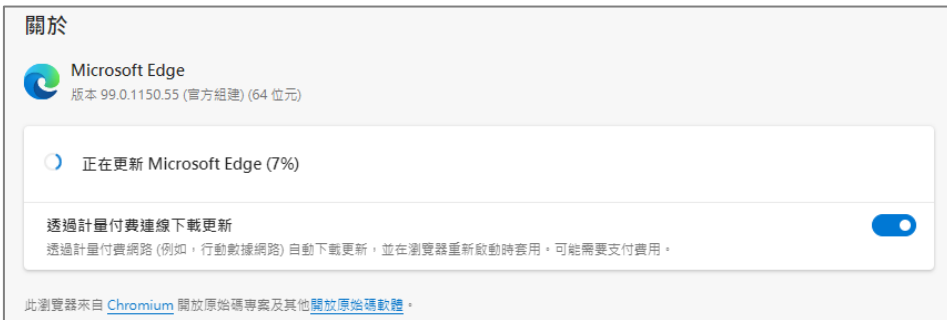 關於
Microsoft Edge
版本 99.0.1150.55 (官方組建) (64 位元)
正在更新 Microsoft Edge (7%)
透過計量付費連線下載更新
透過計量付費網路 (例如，行動數據網路) 自動下載更新，並在瀏覽器重新啟動時套用。可能需要支付費用。
此瀏覽器來自 Chromium 開放原始碼專案及其他開放原始碼軟體。